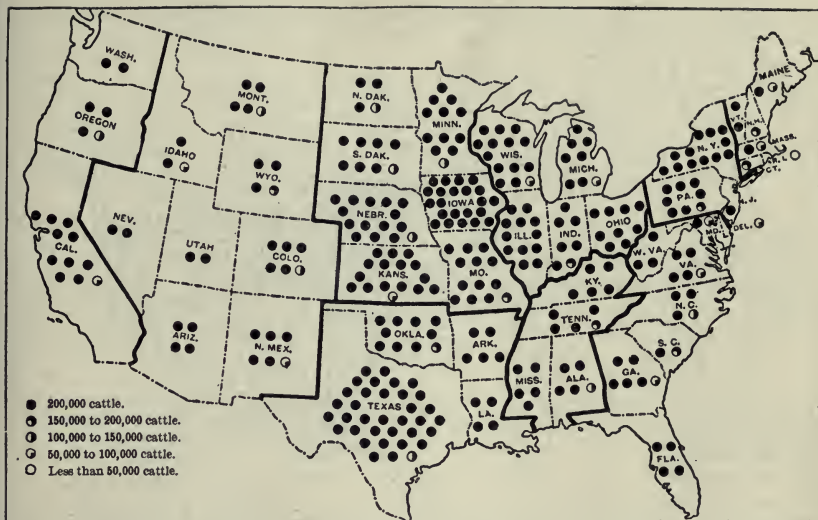 WASH.
OREGON
CAL.
NEV.
IDAHO
MONT.
WYO.
UTAH
COLO.
ARIZ.
N. MEX.
N. DAK.
S. DAK.
NEBR.
KANS.
OKLA.
TEXAS
MINN.
IOWA
MO.
ARK.
LA.
WIS.
MICH.
ILL.
IND.
OHIO
KY.
TENN.
MISS.
ALA.
GA.
FLA.
S. C.
N. C.
VA.
W. VA.
MD.
DEL.
PA.
N. J.
N. Y.
CT.
R. I.
MASS.
VT.
N. H.
MAINE
200,000 cattle.
150,000 to 200,000 cattle.
100,000 to 150,000 cattle.
50,000 to 100,000 cattle.
Less than 50,000 cattle.